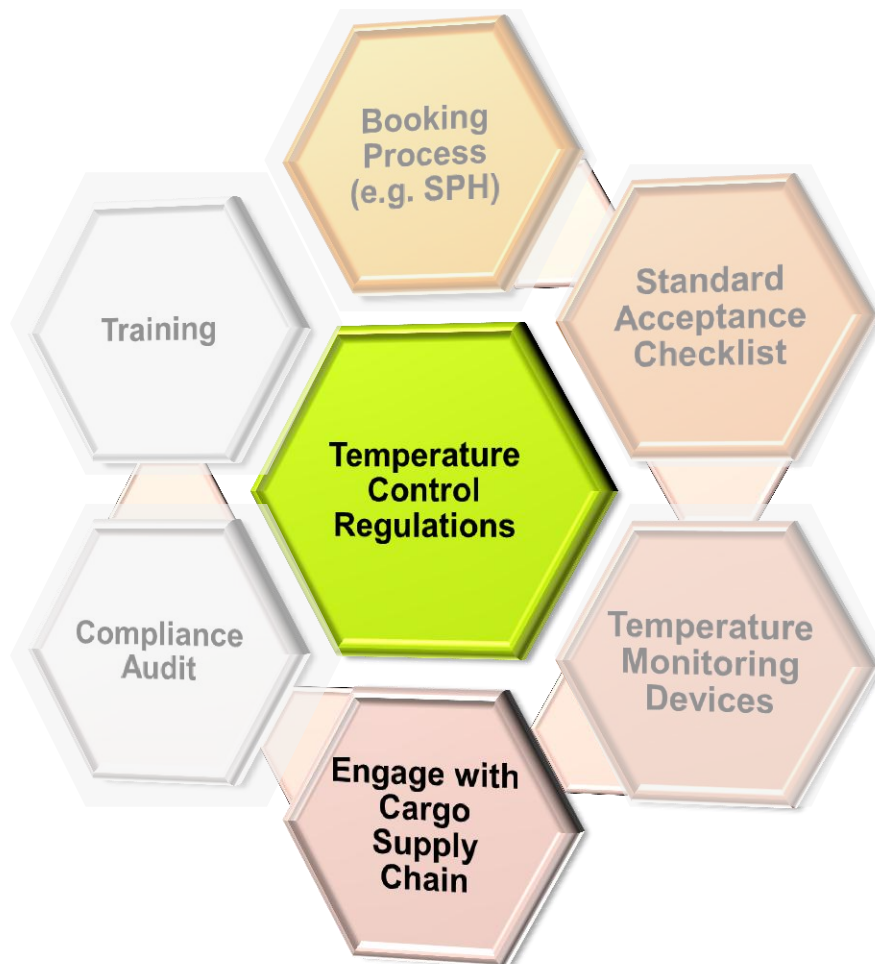 Booking
Process
(e.g. SPH)
Standard
Acceptance
Checklist
Training
Temperature
Control
Regulations
Compliance
Audit
Temperature
Monitoring
Devices
Engage with
Cargo
Supply
Chain